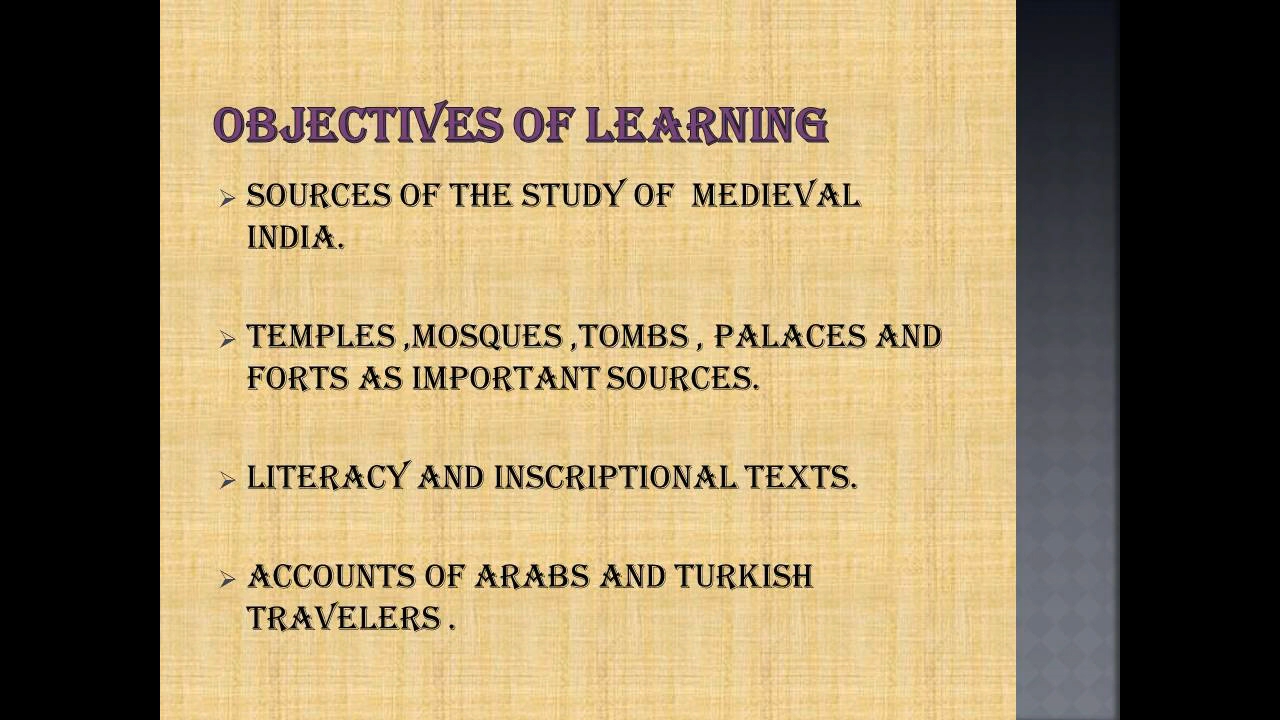 OBJECTIVES OF LEARNING
SOURCES OF THE STUDY OF MEDIEVAL
INDIA.
TEMPLES ,MOSQUES ,TOMBS , PALACES AND
FORTS AS IMPORTANT SOURCES.
LITERACY AND INSCRIPTIONAL TEXTS.
ACCOUNTS OF ARABS AND TURKISH
TRAVELERS .